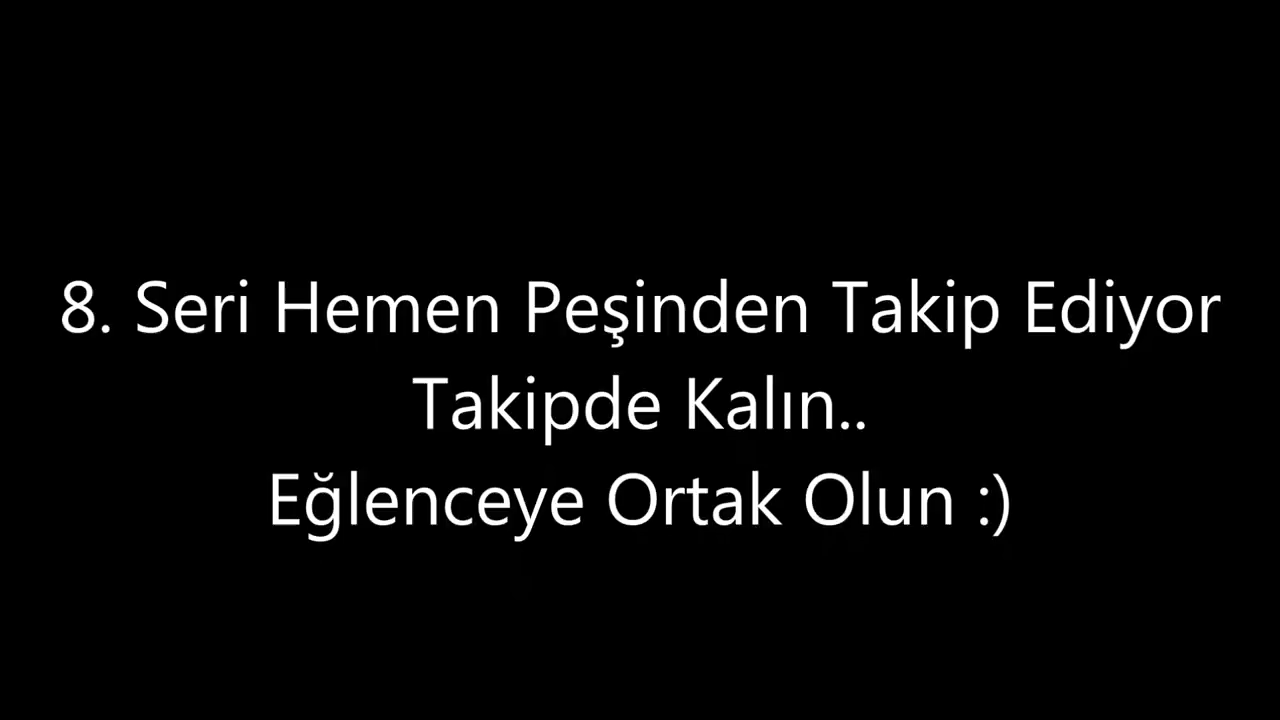 8. Seri Hemen Peşinden Takip Ediyor
Takipde Kalın..
Eğlenceye Ortak Olun :)